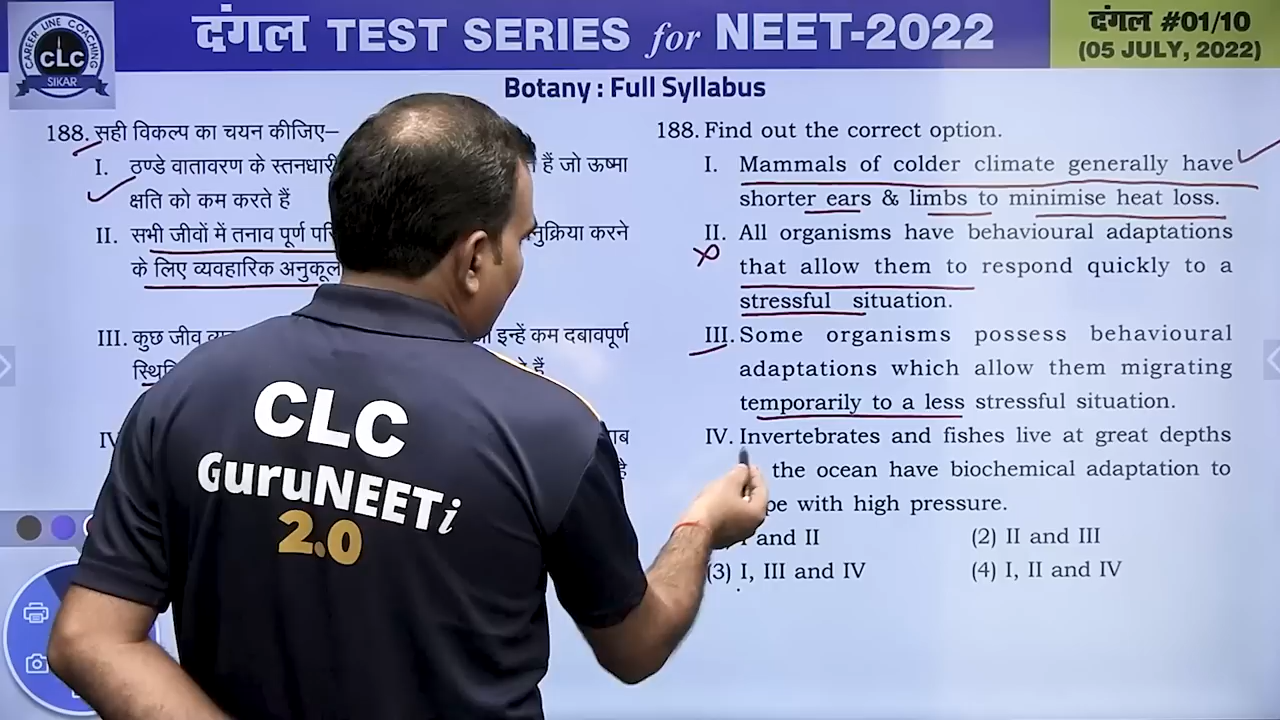 CAREER LINE COACHING
CLC
SIKAR
दंगल TEST SERIES for NEET-2022
दंगल #01/10
(05 JULY, 2022)
Botany : Full Syllabus
188. सही विकल्प का चयन कीजिए–
I. ठण्डे वातावरण के स्तनधारी हैं जो ऊष्मा
क्षति को कम करते हैं
II. सभी जीवों में तनाव पूर्ण करने
के लिए व्यवहारिक
III. कुछ जीव इन्हें कम दबावपूर्ण
हैं
188. Find out the correct option.
I. Mammals of colder climate generally have
shorter ears & limbs to minimise heat loss.
II. All organisms have behavioural adaptations
that allow them to respond quickly to a
stressful situation.
III. Some organisms possess behavioural
adaptations which allow them migrating
temporarily to a less stressful situation.
IV. Invertebrates and fishes live at great depths
the ocean have biochemical adaptation to
with high pressure.
I and II
(2) II and III
(3) I, III and IV
(4) I, II and IV
CLC
GuruNEETi
2.0